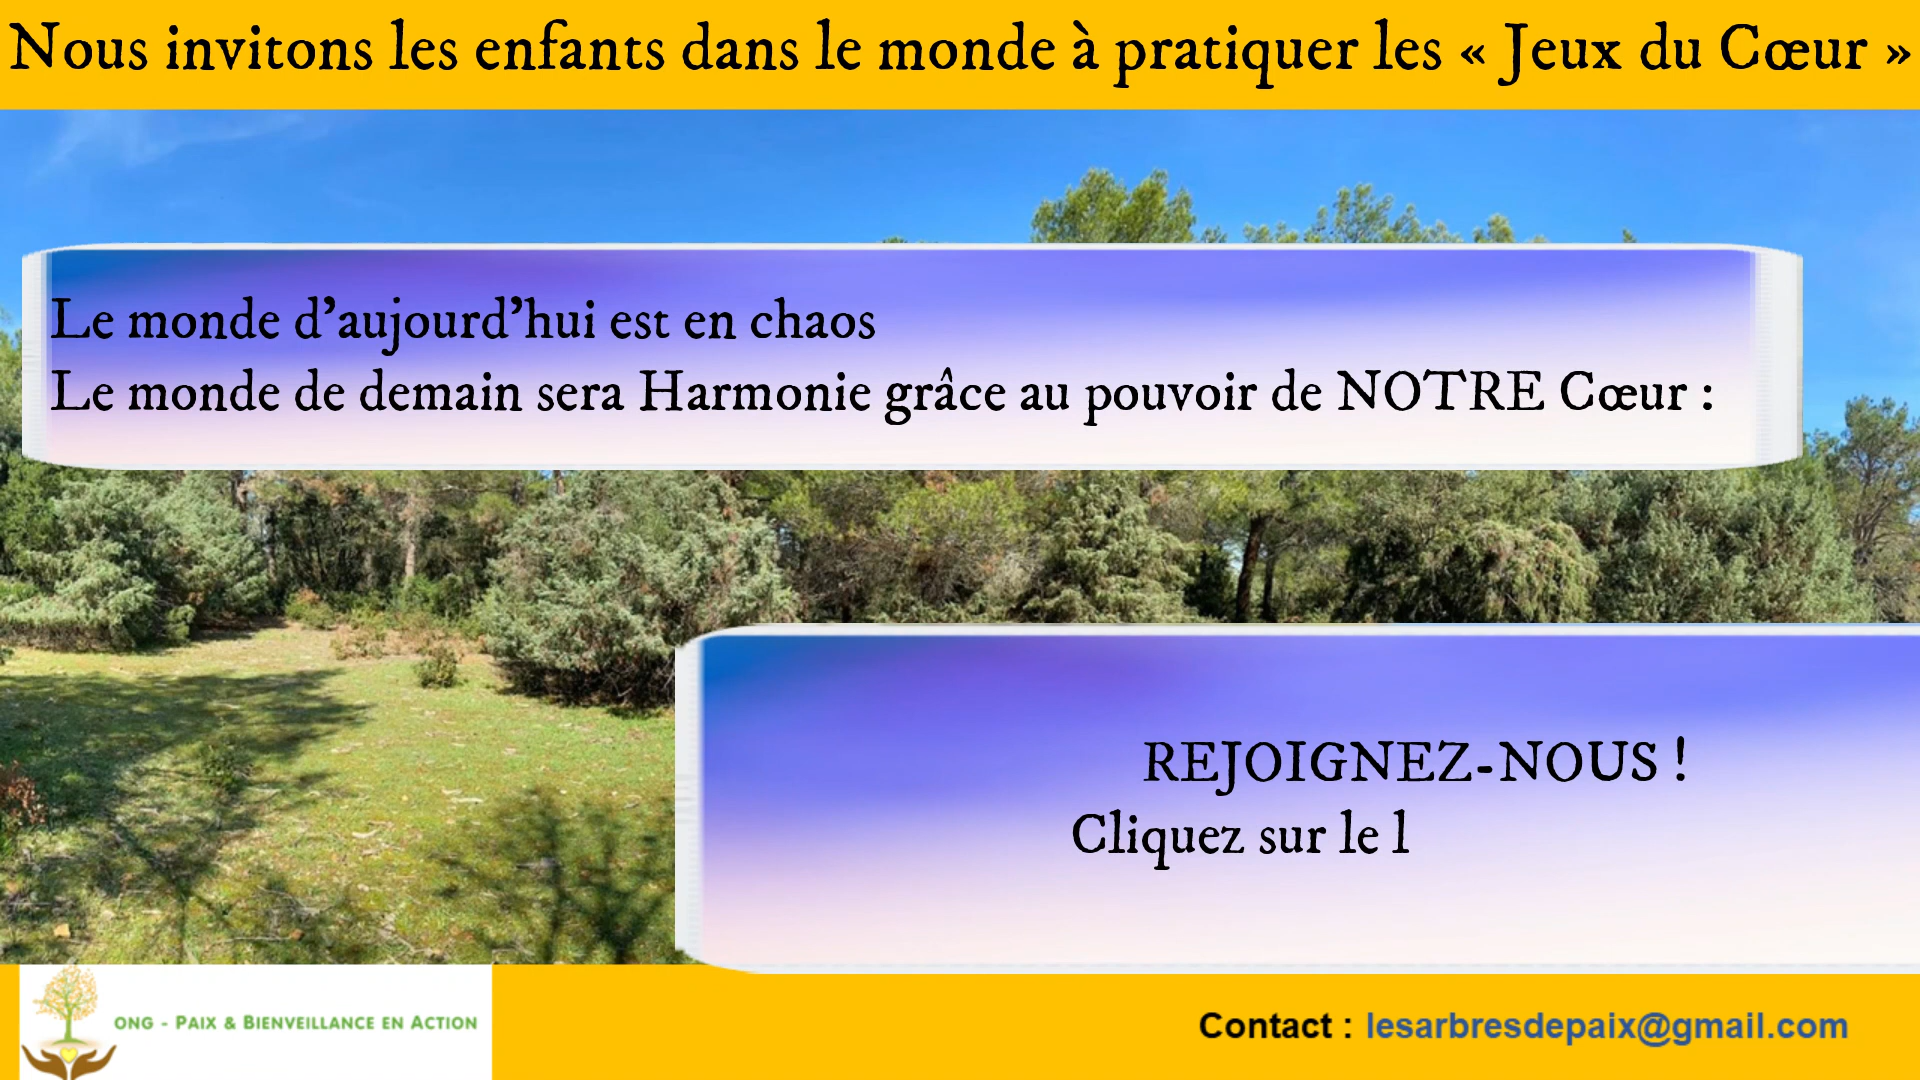 Nous invitons les enfants dans le monde à pratiquer les « Jeux du Cœur »
Le monde d’aujourd’hui est en chaos
Le monde de demain sera Harmonie grâce au pouvoir de NOTRE Cœur :
REJOIGNEZ-NOUS !
Cliquez sur le l
ONG - PAIX & BIENVEILLANCE EN ACTION
Contact : lesarbresdepaix@gmail.com